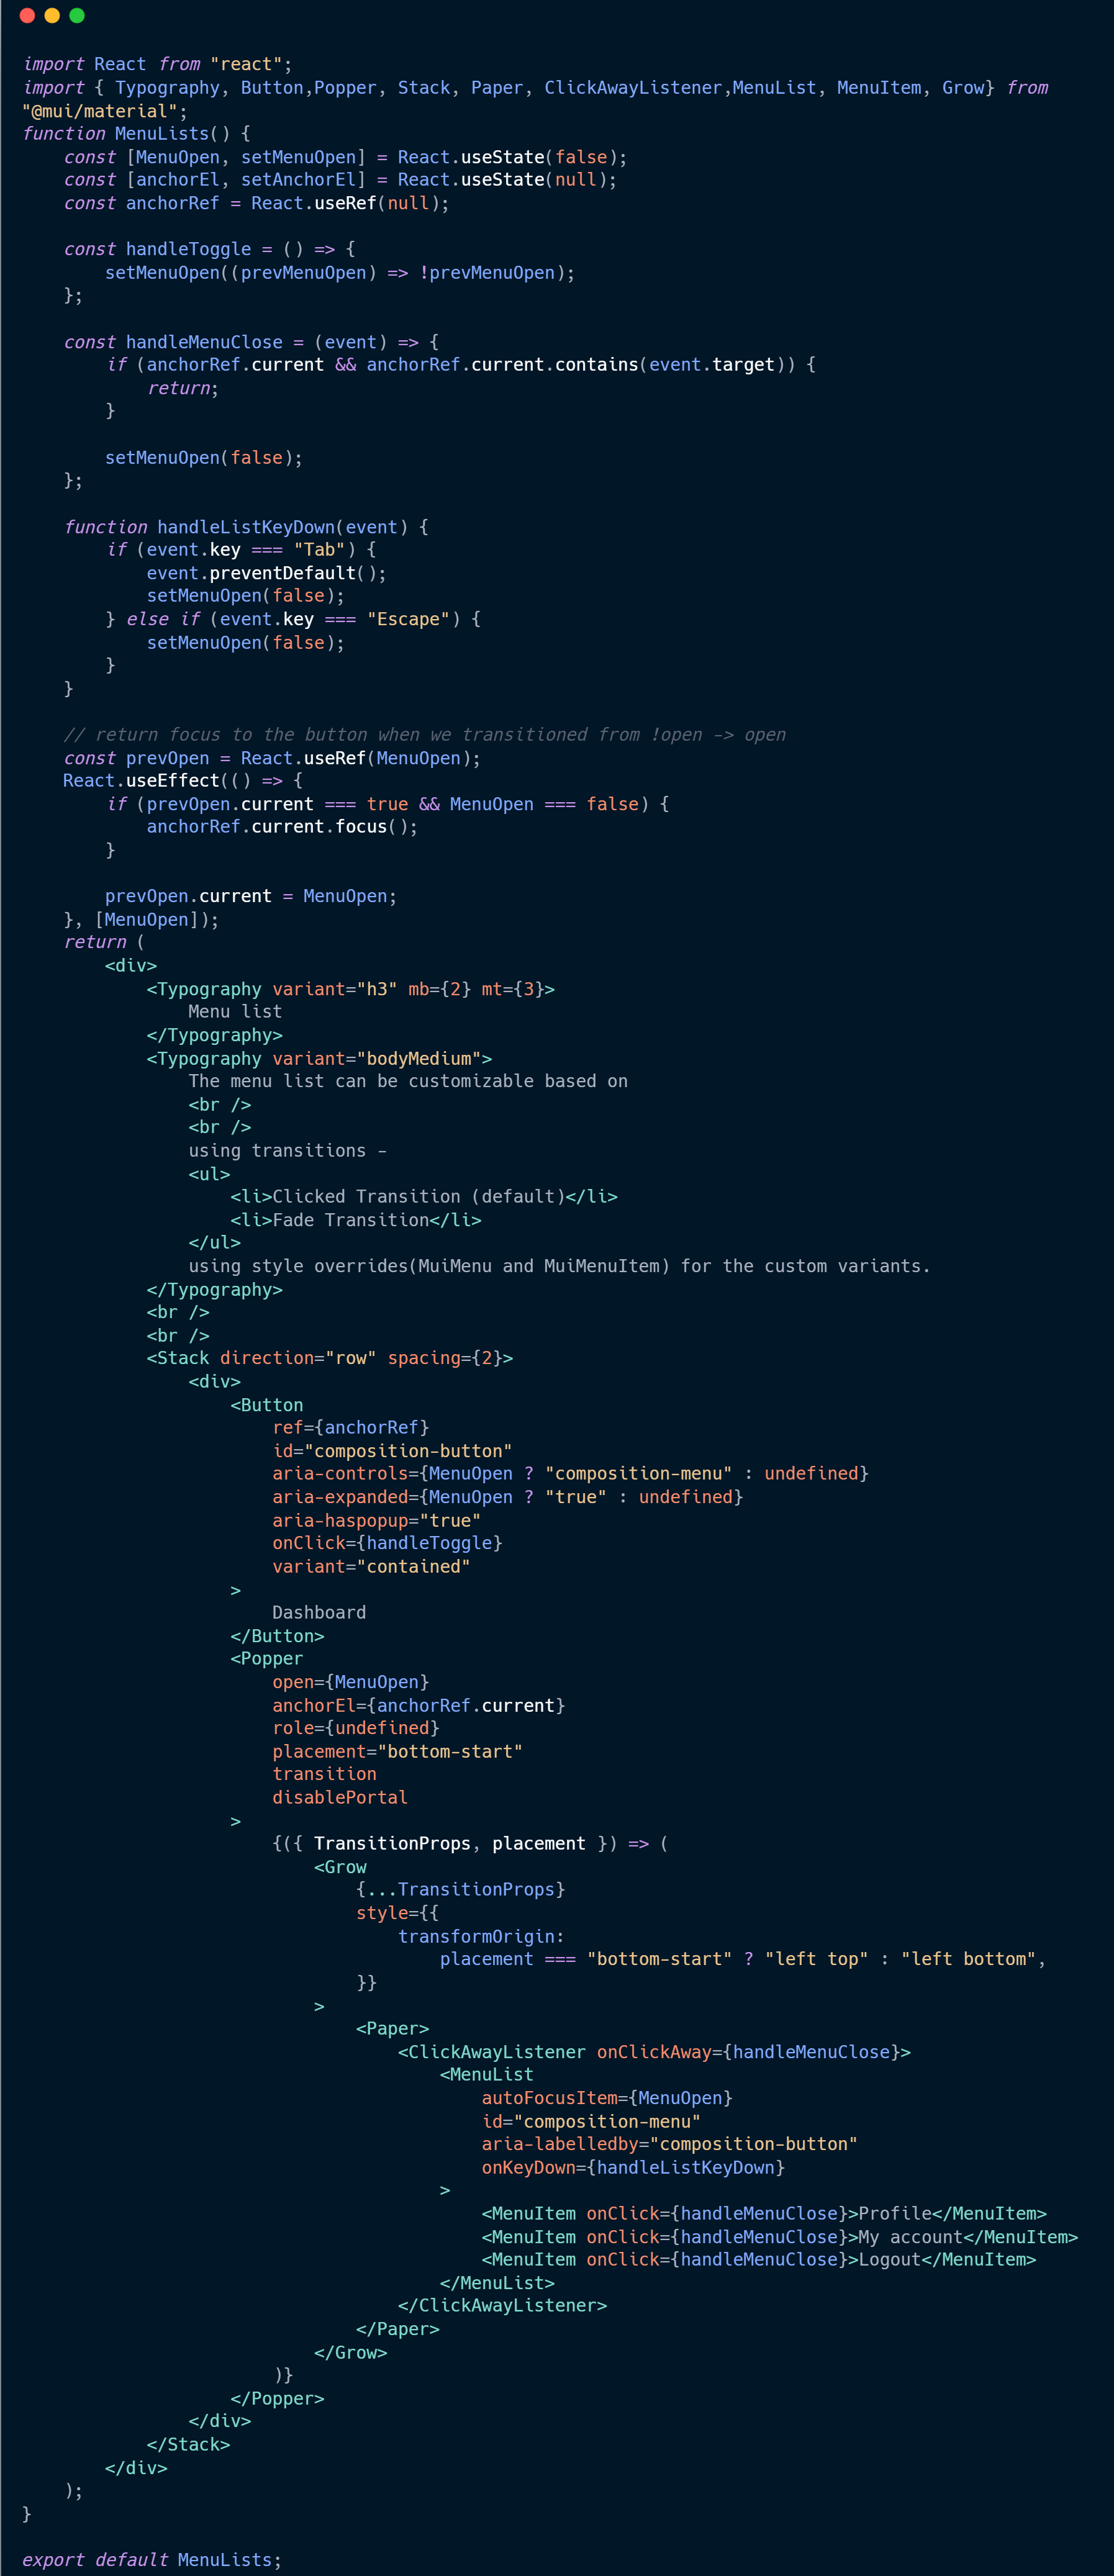 import React from "react";
import { Typography, Button,Popper, Stack, Paper, ClickAwayListener,MenuList, MenuItem, Grow} from
"@mui/material";
function MenuLists() {
    const [MenuOpen, setMenuOpen] = React.useState(false);
    const [anchorEl, setAnchorEl] = React.useState(null);
    const anchorRef = React.useRef(null);

    const handleToggle = () => {
        setMenuOpen((prevMenuOpen) => !prevMenuOpen);
    };

    const handleMenuClose = (event) => {
        if (anchorRef.current && anchorRef.current.contains(event.target)) {
            return;
        }

        setMenuOpen(false);
    };

    function handleListKeyDown(event) {
        if (event.key === "Tab") {
            event.preventDefault();
            setMenuOpen(false);
        } else if (event.key === "Escape") {
            setMenuOpen(false);
        }
    }

    // return focus to the button when we transitioned from !open -> open
    const prevOpen = React.useRef(MenuOpen);
    React.useEffect(() => {
        if (prevOpen.current === true && MenuOpen === false) {
            anchorRef.current.focus();
        }

        prevOpen.current = MenuOpen;
    }, [MenuOpen]);
    return (
        <div>
            <Typography variant="h3" mb={2} mt={3}>
                Menu list
            </Typography>
            <Typography variant="bodyMedium">
                The menu list can be customizable based on
                <br />
                <br />
                using transitions -
                <ul>
                    <li>Clicked Transition (default)</li>
                    <li>Fade Transition</li>
                </ul>
                using style overrides(MuiMenu and MuiMenuItem) for the custom variants.
            </Typography>
            <br />
            <br />
            <Stack direction="row" spacing={2}>
                <div>
                    <Button
                        ref={anchorRef}
                        id="composition-button"
                        aria-controls={MenuOpen ? "composition-menu" : undefined}
                        aria-expanded={MenuOpen ? "true" : undefined}
                        aria-haspopup="true"
                        onClick={handleToggle}
                        variant="contained"
                    >
                        Dashboard
                    </Button>
                    <Popper
                        open={MenuOpen}
                        anchorEl={anchorRef.current}
                        role={undefined}
                        placement="bottom-start"
                        transition
                        disablePortal
                    >
                        {({ TransitionProps, placement }) => (
                            <Grow
                                {...TransitionProps}
                                style={{
                                    transformOrigin:
                                        placement === "bottom-start" ? "left top" : "left bottom",
                                }}
                            >
                                <Paper>
                                    <ClickAwayListener onClickAway={handleMenuClose}>
                                        <MenuList
                                            autoFocusItem={MenuOpen}
                                            id="composition-menu"
                                            aria-labelledby="composition-button"
                                            onKeyDown={handleListKeyDown}
                                        >
                                            <MenuItem onClick={handleMenuClose}>Profile</MenuItem>
                                            <MenuItem onClick={handleMenuClose}>My account</MenuItem>
                                            <MenuItem onClick={handleMenuClose}>Logout</MenuItem>
                                        </MenuList>
                                    </ClickAwayListener>
                                </Paper>
                            </Grow>
                        )}
                    </Popper>
                </div>
            </Stack>
        </div>
    );
}

export default MenuLists;